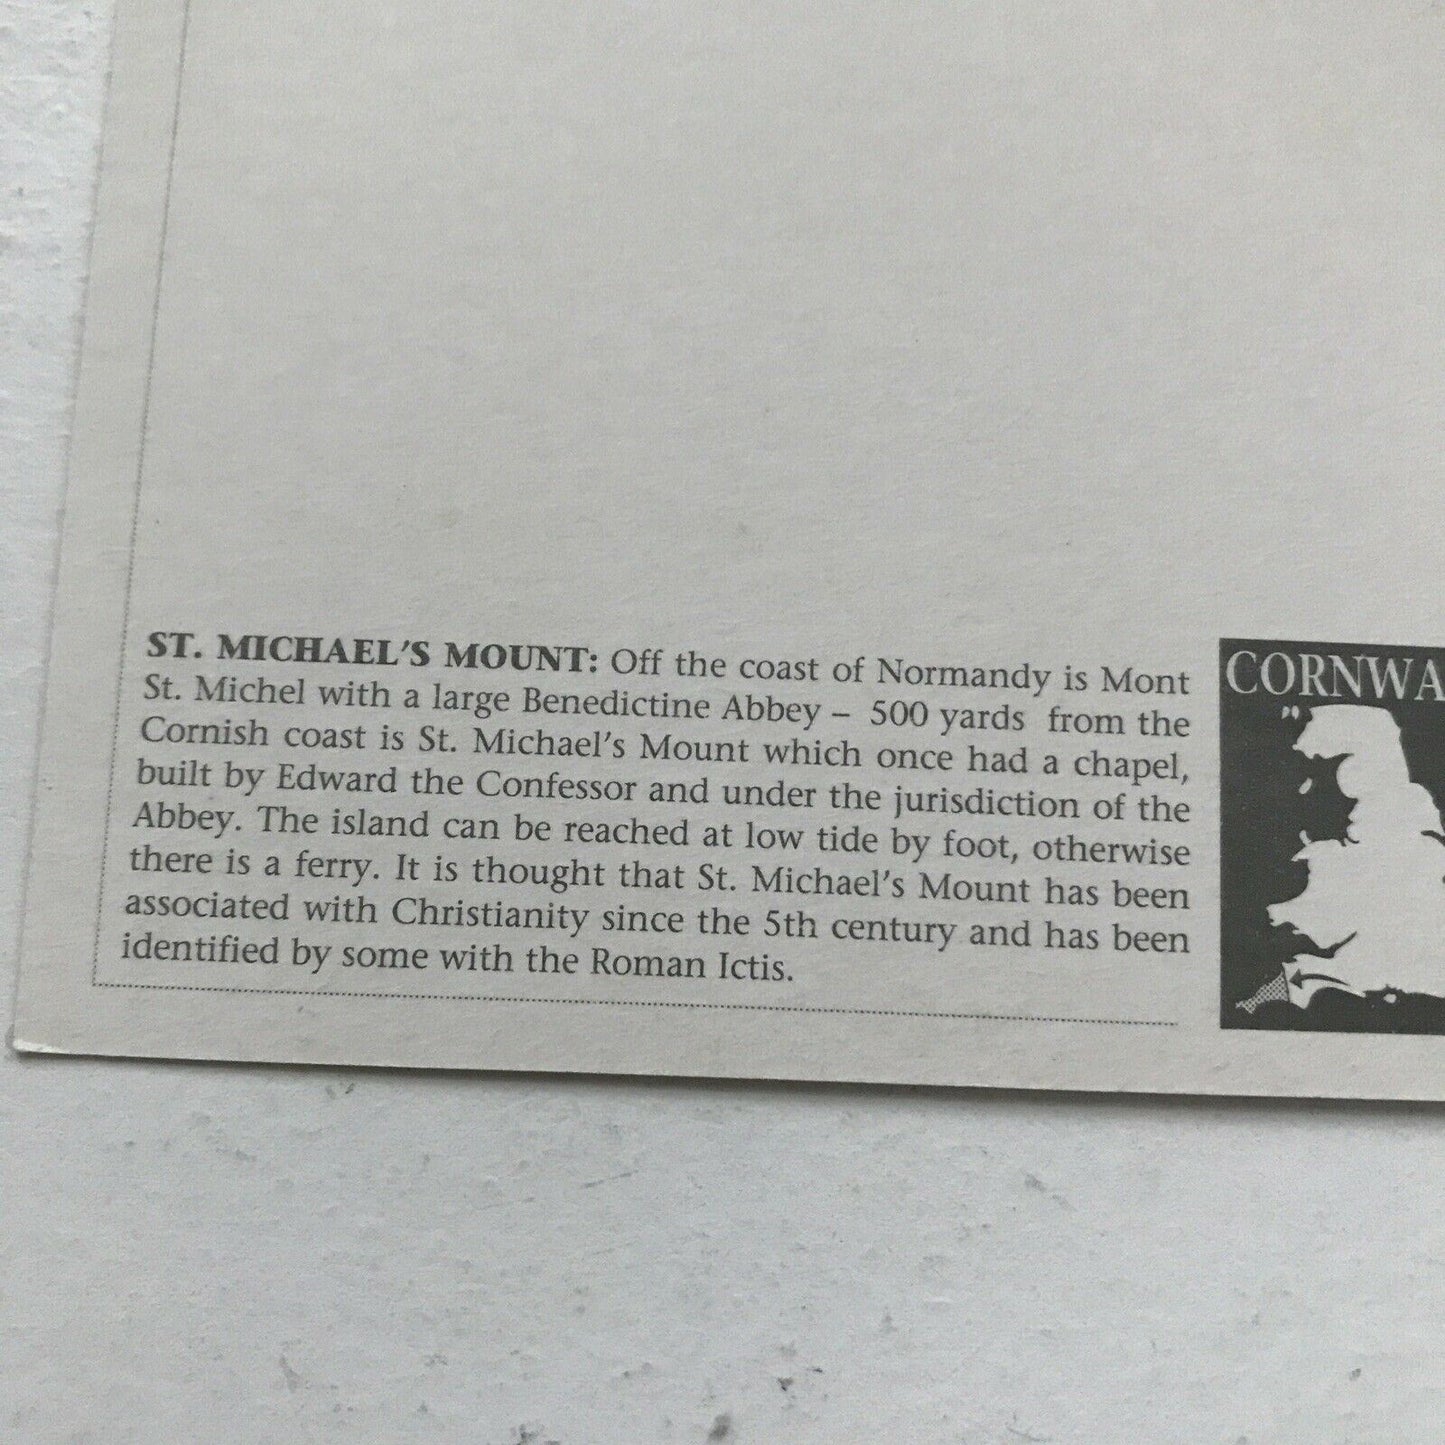 ST. MICHAEL'S MOUNT: Off the coast of Normandy is Mont
St. Michel with a large Benedictine Abbey – 500 yards from the
Cornish coast is St. Michael's Mount which once had a chapel,
built by Edward the Confessor and under the jurisdiction of the
Abbey. The island can be reached at low tide by foot, otherwise
there is a ferry. It is thought that St. Michael's Mount has been
associated with Christianity since the 5th century and has been
identified by some with the Roman Ictis.
CORNWA